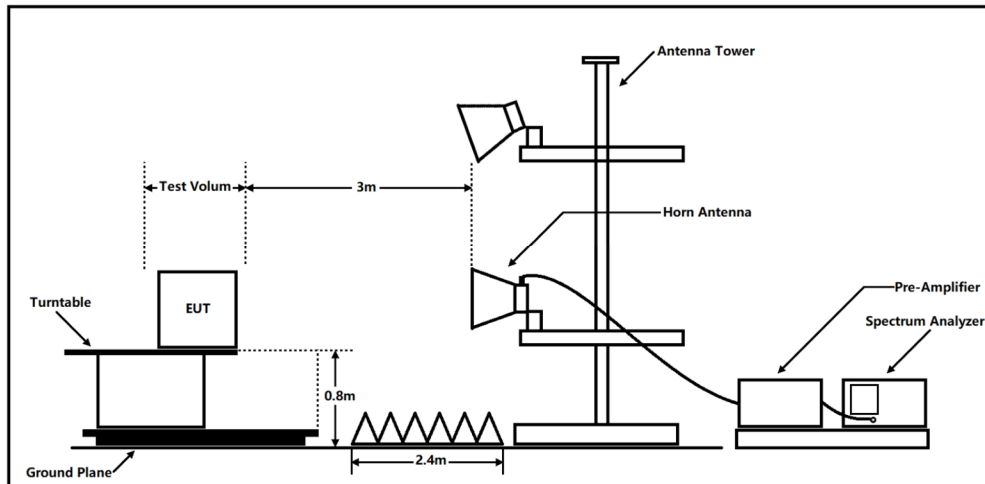 Antenna Tower
Test Volum
3m
Horn Antenna
EUT
Turntable
Pre-Amplifier
Spectrum Analyzer
0.8m
2.4m
Ground Plane